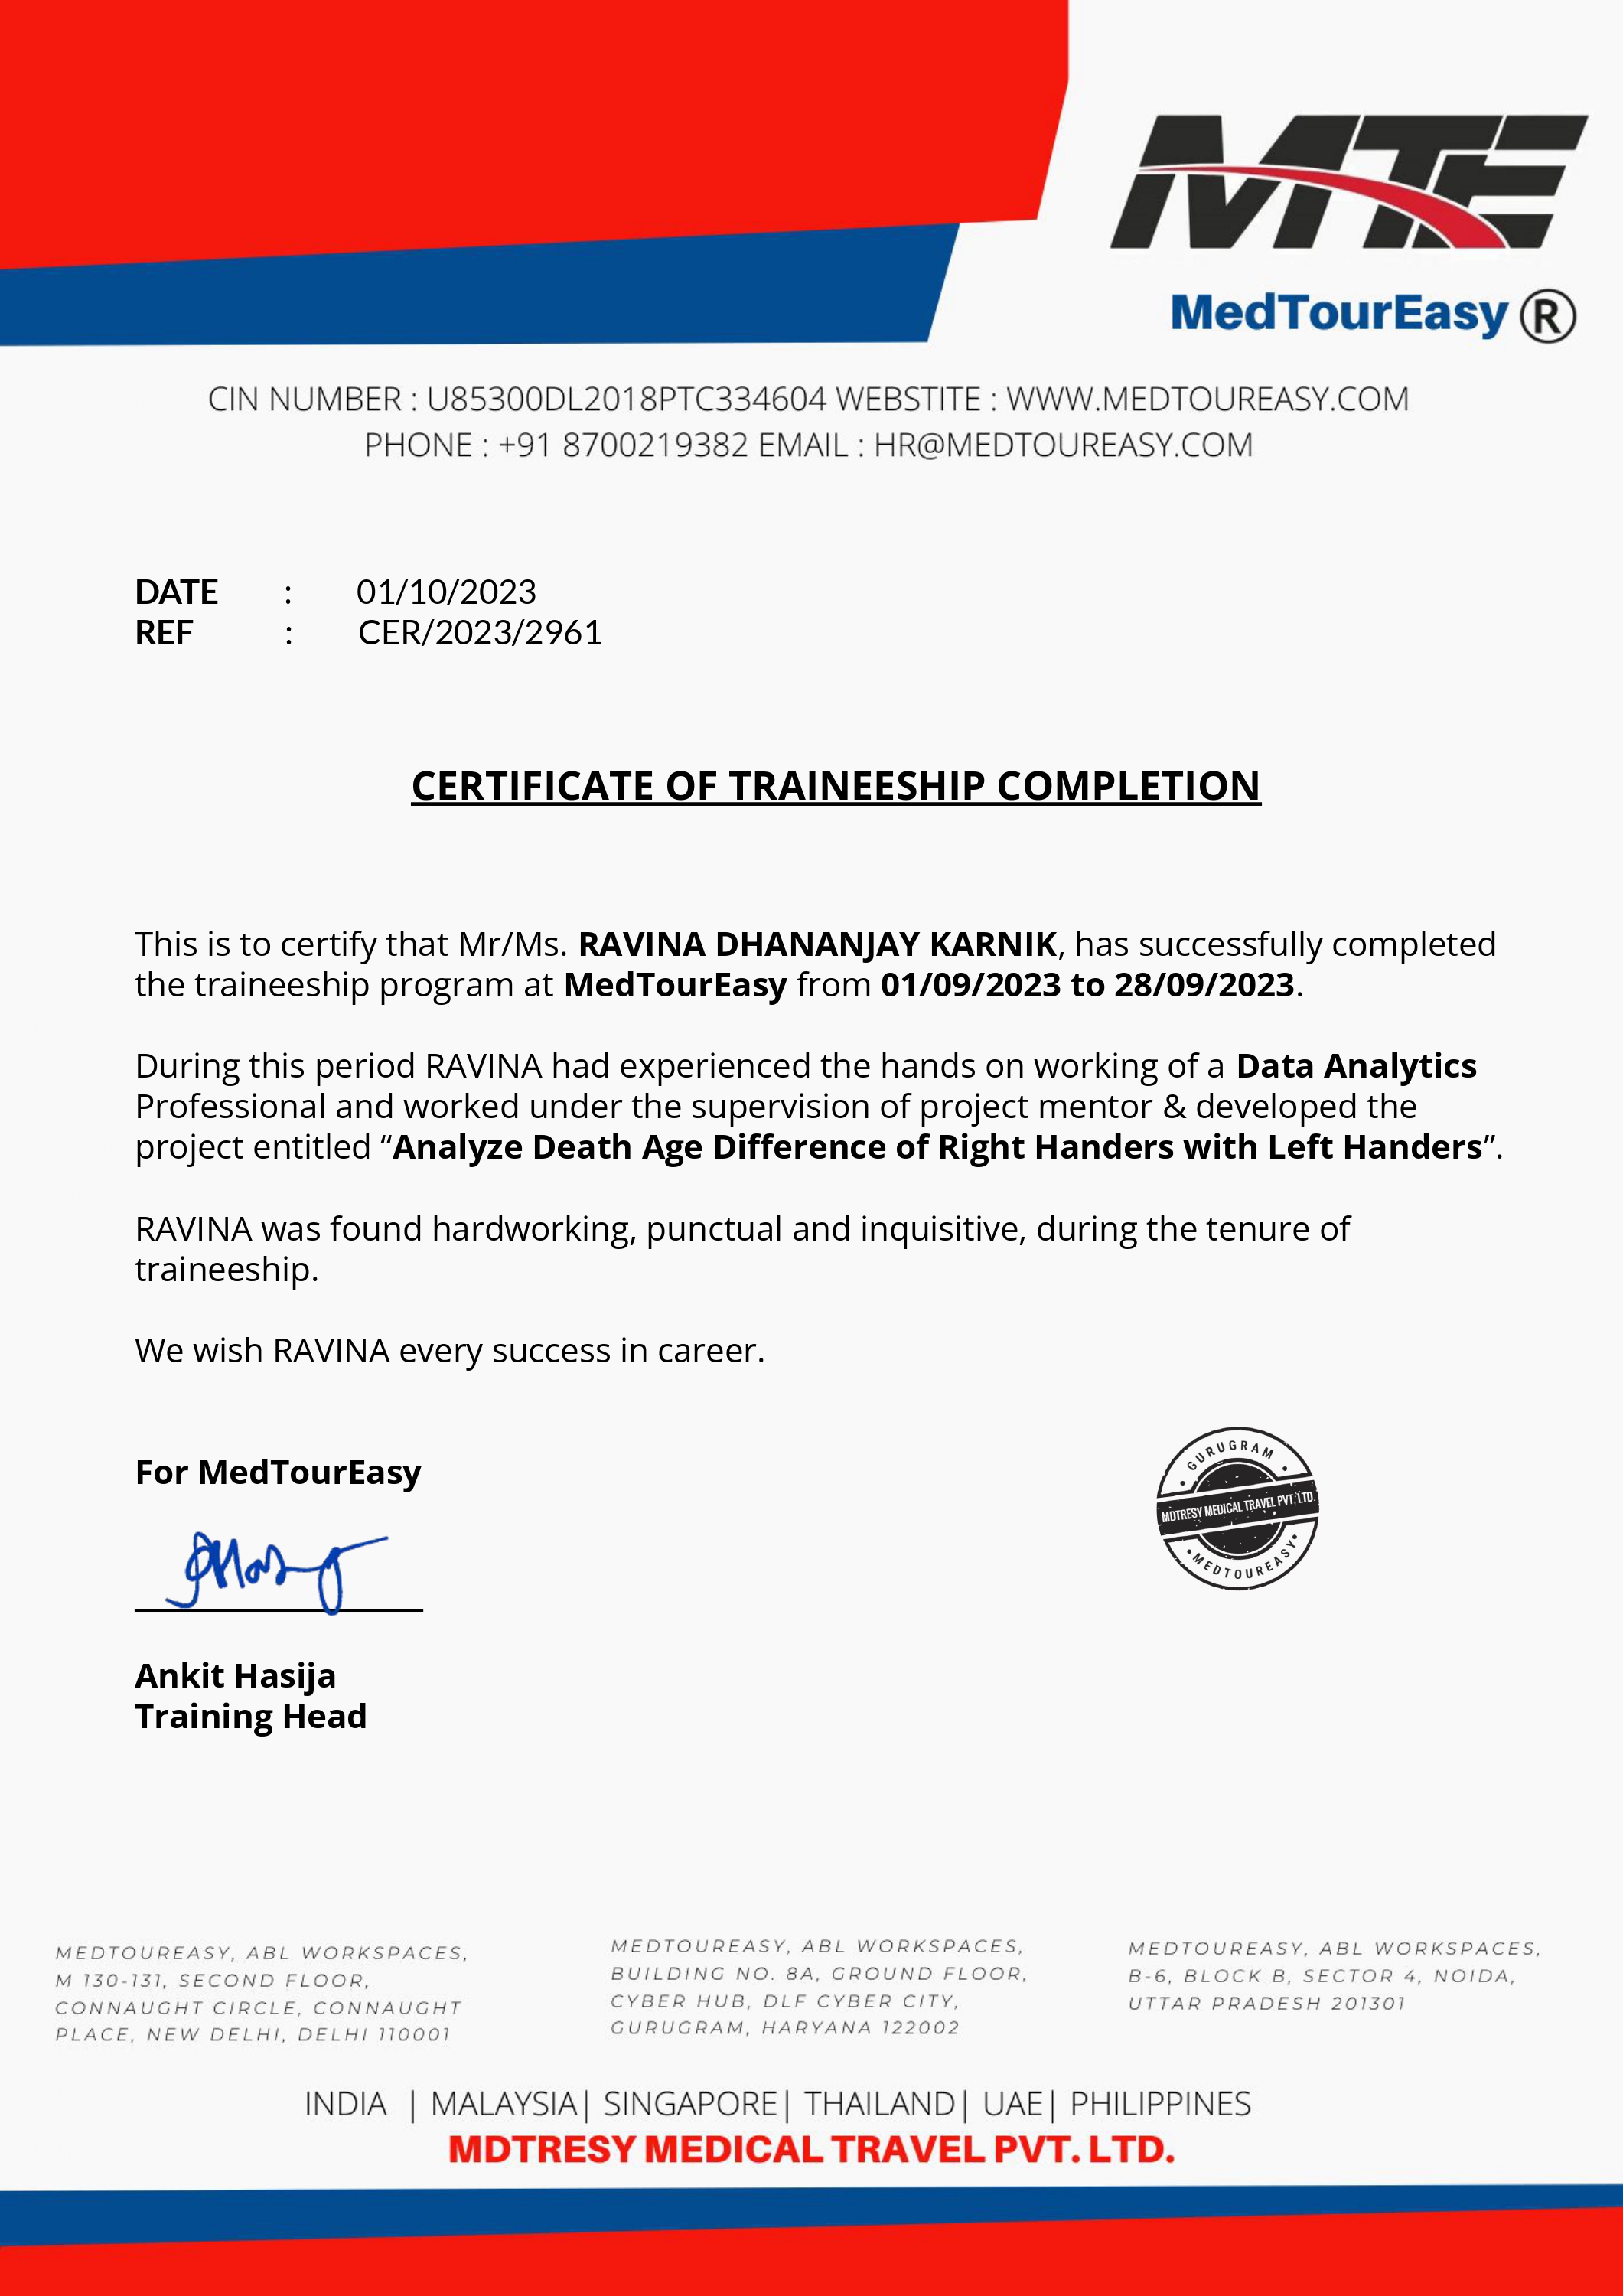 MTE
MedTourEasy ®
CIN NUMBER : U85300DL2018PTC334604 WEBSTITE : WWW.MEDTOUREASY.COM
PHONE : +91 8700219382 EMAIL : HR@MEDTOUREASY.COM
DATE : 01/10/2023
REF : CER/2023/2961
CERTIFICATE OF TRAINEESHIP COMPLETION
This is to certify that Mr/Ms. RAVINA DHANANJAY KARNIK, has successfully completed
the traineeship program at MedTourEasy from 01/09/2023 to 28/09/2023.
During this period RAVINA had experienced the hands on working of a Data Analytics
Professional and worked under the supervision of project mentor & developed the
project entitled “Analyze Death Age Difference of Right Handers with Left Handers”.
RAVINA was found hardworking, punctual and inquisitive, during the tenure of
traineeship.
We wish RAVINA every success in career.
For MedTourEasy
GURUGRAM
MDTRESY MEDICAL TRAVEL PVT. LTD.
MEDTOUREASY
Ankit Hasija
Training Head
MEDTOUREASY, ABL WORKSPACES,
M 130-131, SECOND FLOOR,
CONNAUGHT CIRCLE, CONNAUGHT
PLACE, NEW DELHI, DELHI 110001
MEDTOUREASY, ABL WORKSPACES,
BUILDING NO. 8A, GROUND FLOOR,
CYBER HUB, DLF CYBER CITY,
GURUGRAM, HARYANA 122002
MEDTOUREASY, ABL WORKSPACES,
B-6, BLOCK B, SECTOR 4, NOIDA,
UTTAR PRADESH 201301
INDIA | MALAYSIA| SINGAPORE| THAILAND| UAE| PHILIPPINES
MDTRESY MEDICAL TRAVEL PVT. LTD.